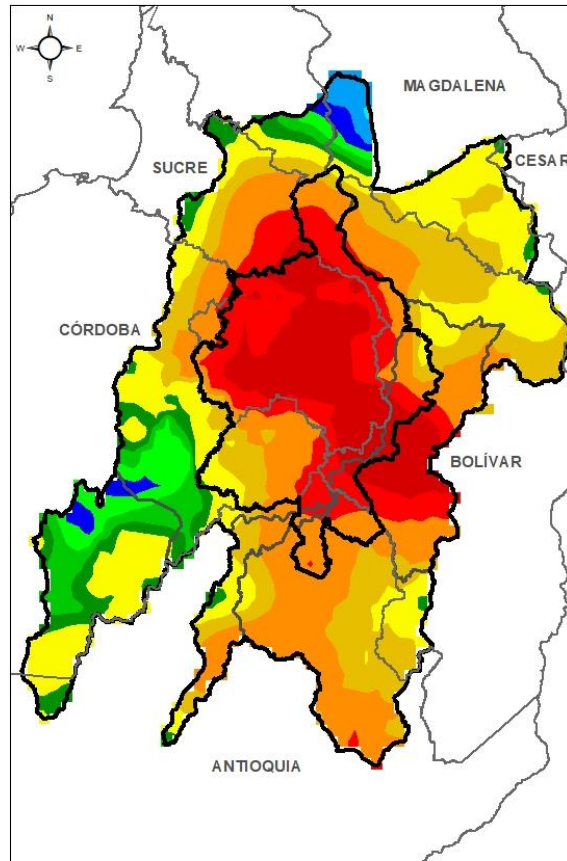 N
W E
S
MAGDALENA
CESAR
SUCRE
CÓRDOBA
BOLÍVAR
ANTIOQUIA